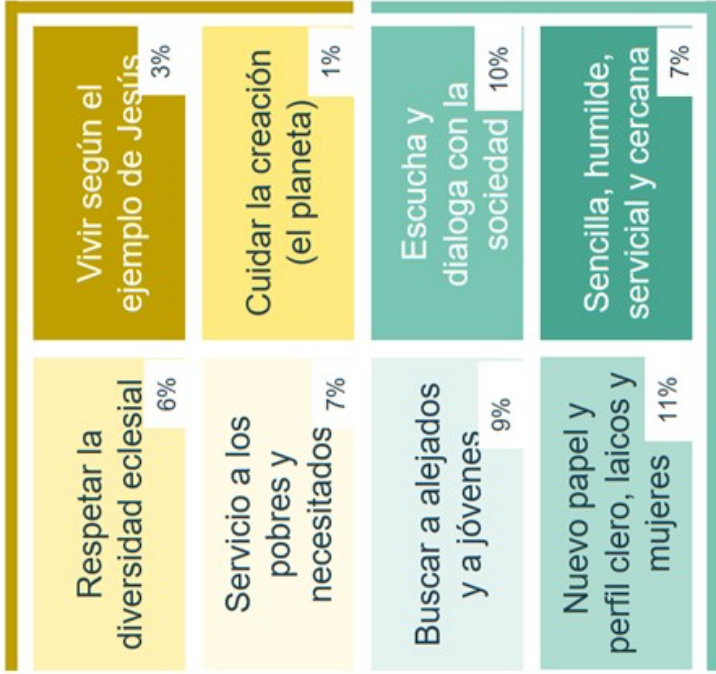 Respetar la
diversidad eclesial
6%
Vivir según el
ejemplo de Jesús
3%
Servicio a los
pobres y
necesitados
7%
Cuidar la creación
(el planeta)
1%
Buscar a alejados
y a jóvenes
9%
Escucha y
dialoga con la
sociedad
10%
Nuevo papel y
perfil clero, laicos y
mujeres
11%
Sencilla, humilde,
servicial y cercana
7%